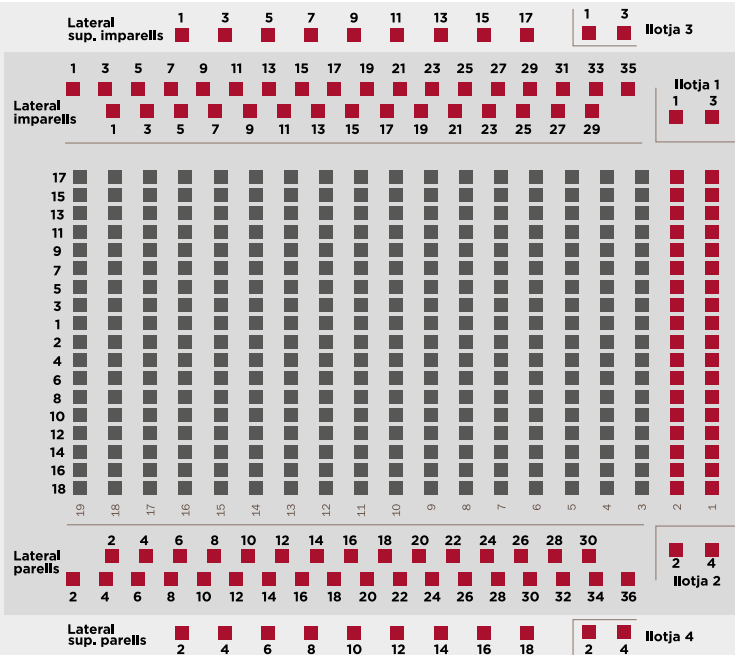 Lateral
sup. imparells
1 3 5 7 9 11 13 15 17
1 3
llotja 3
1 3 5 7 9 11 13 15 17 19 21 23 25 27 29 31 33 35
Lateral
imparells
1 3 5 7 9 11 13 15 17 19 21 23 25 27 29
llotja 1
1 3
17
15
13
11
9
7
5
3
1
2
4
6
8
10
12
14
16
18
19 18 17 16 15 14 13 12 11 10 9 8 7 6 5 4 3 2 1
Lateral
parells
2 4 6 8 10 12 14 16 18 20 22 24 26 28 30
2 4 6 8 10 12 14 16 18 20 22 24 26 28 30 32 34 36
2 4
llotja 2
Lateral
sup. parells
2 4 6 8 10 12 14 16 18
2 4
llotja 4